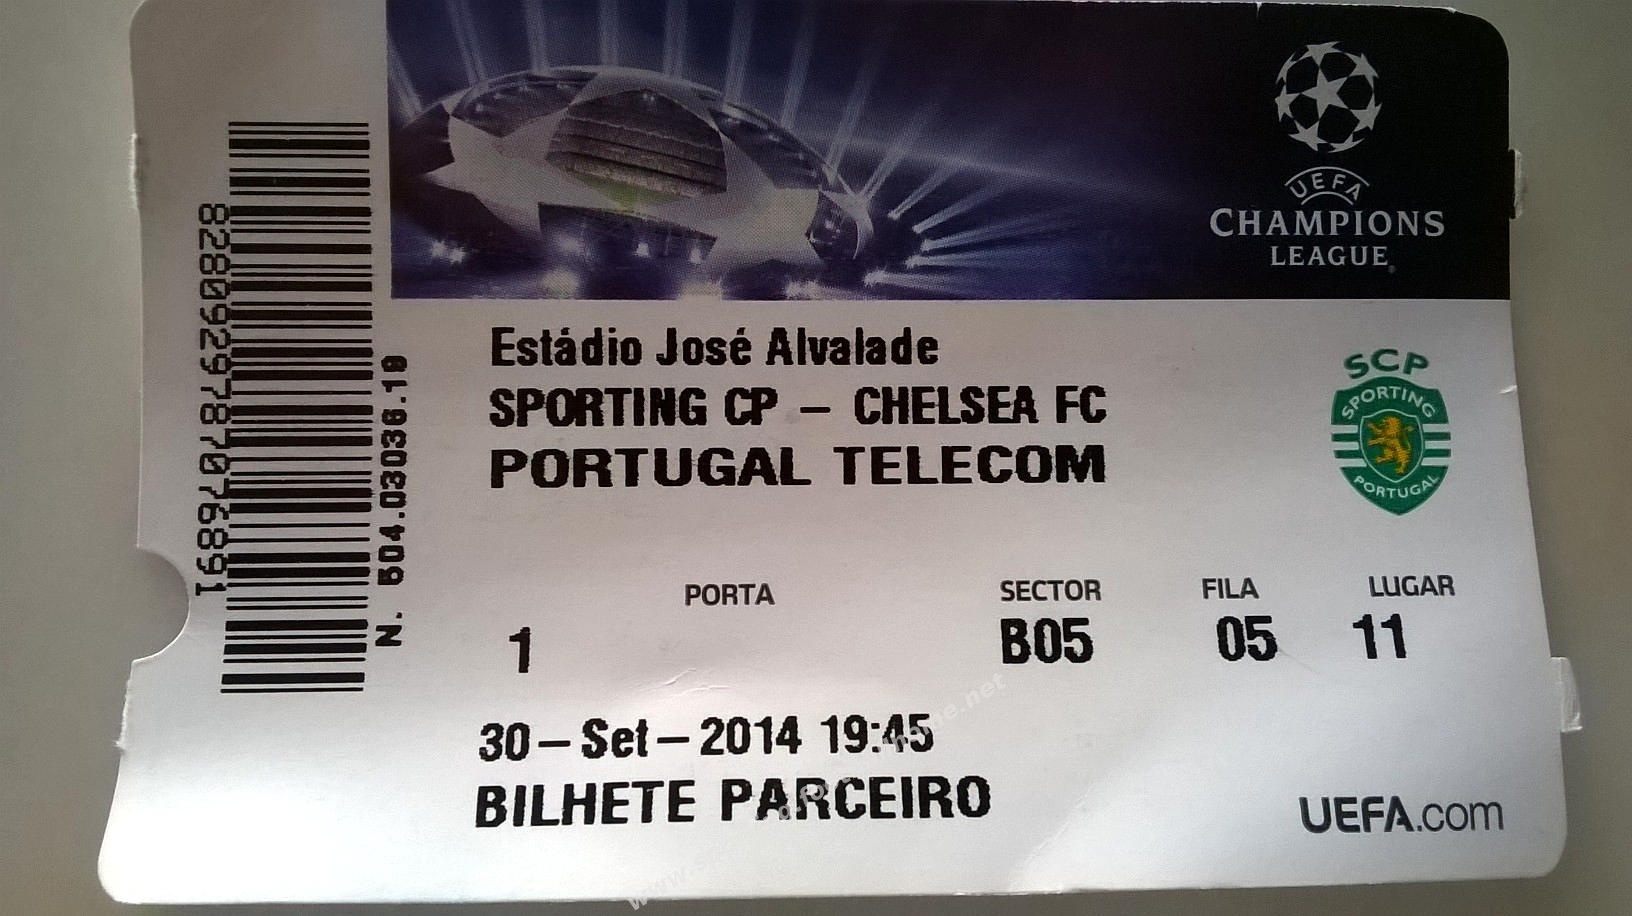 UEFA
CHAMPIONS
LEAGUE
Estádio José Alvalade
SPORTING CP – CHELSEA FC
PORTUGAL TELECOM
SCP
SPORTING
PORTUGAL
PORTA
SECTOR
FILA
LUGAR
1
B05
05
11
30-Set-2014 19:45
BILHETE PARCEIRO
UEFA.com
N. 504.03036.19
8280929787076891